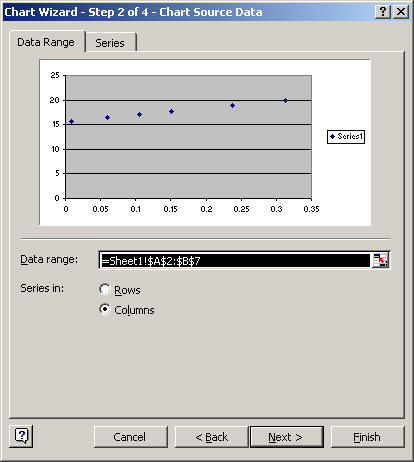 Chart Wizard - Step 2 of 4 - Chart Source Data
Data Range
Series
25
20
15
10
5
0
0 0.05 0.1 0.15 0.2 0.25 0.3 0.35
Series1
Data range:
=Sheet1!$A$2:$B$7
Series in:
Rows
Columns
Cancel
< Back
Next >
Finish